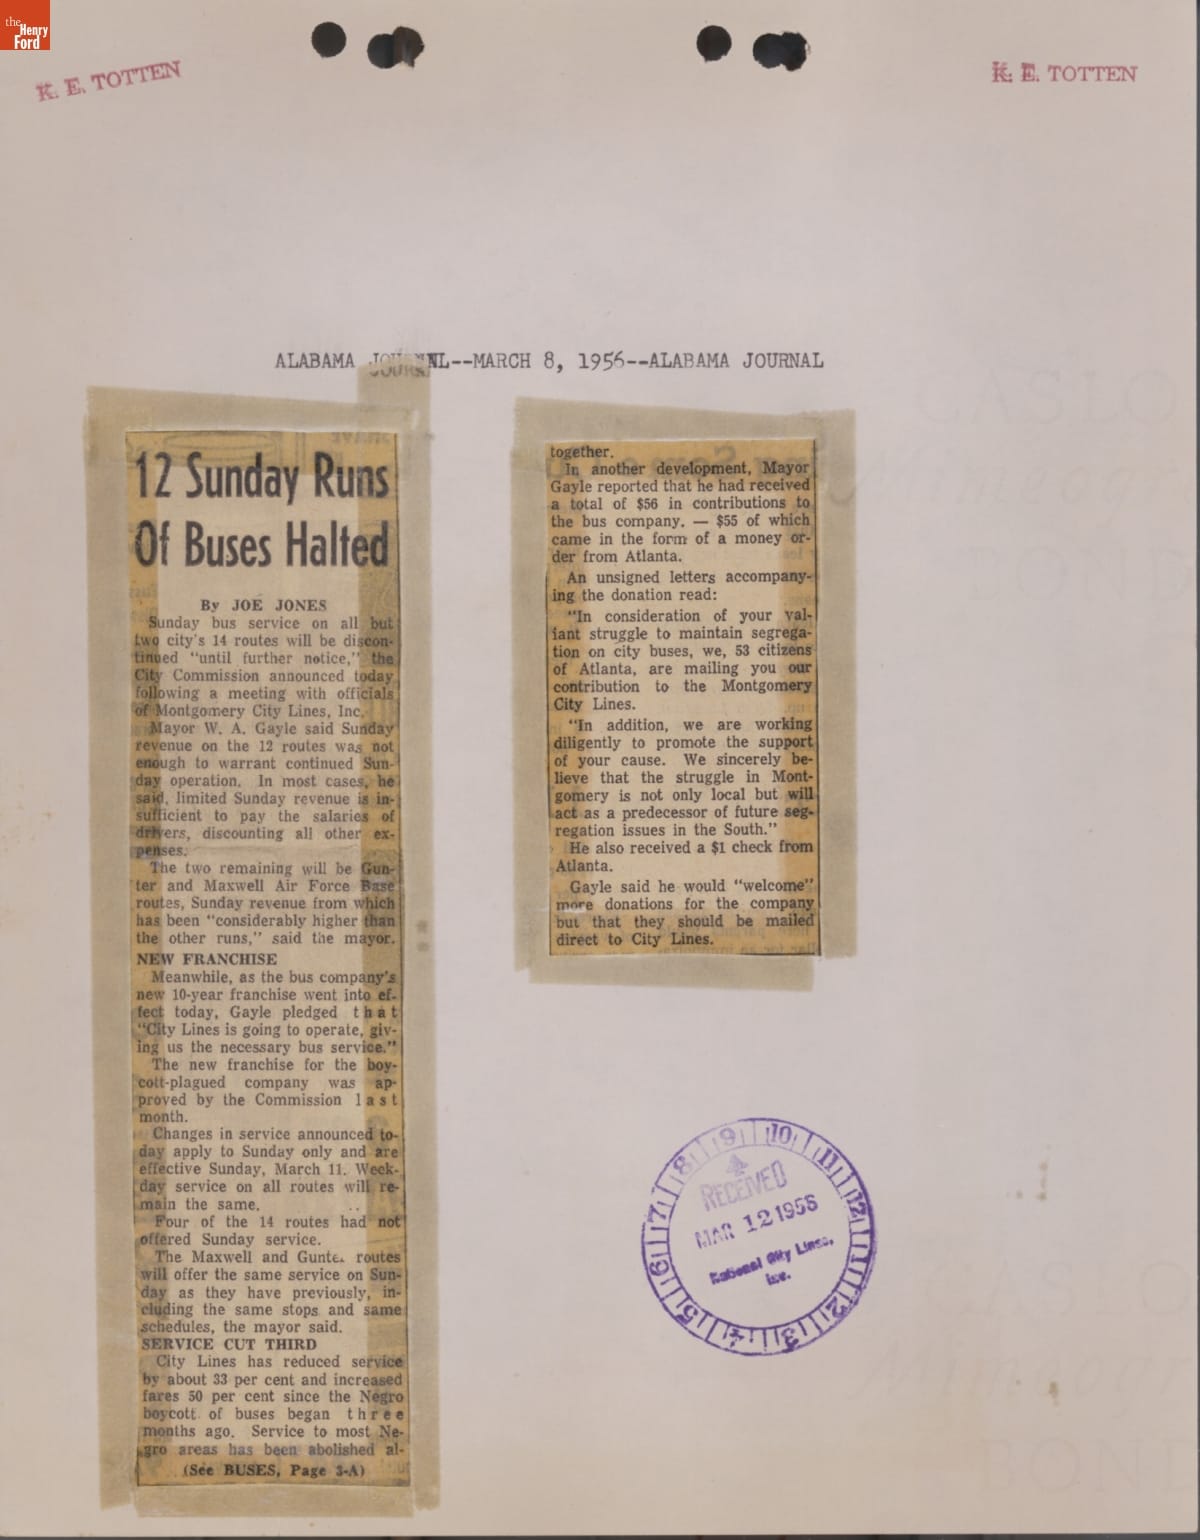 the
Henry
Ford
K. E. TOTTEN
K. E. TOTTEN
ALABAMA JOURNAL--MARCH 8, 1956--ALABAMA JOURNAL
12 Sunday Runs
Of Buses Halted
By JOE JONES
Sunday bus service on all but
two city's 14 routes will be discon-
tinued "until further notice," the
City Commission announced today
following a meeting with officials
of Montgomery City Lines, Inc.
Mayor W. A. Gayle said Sunday
revenue on the 12 routes was not
enough to warrant continued Sun-
day operation. In most cases, he
said, limited Sunday revenue is in-
sufficient to pay the salaries of
drivers, discounting all other ex-
penses.
The two remaining will be Gun-
ter and Maxwell Air Force Base
routes, Sunday revenue from which
has been "considerably higher than
the other runs," said the mayor.
NEW FRANCHISE
Meanwhile, as the bus company's
new 10-year franchise went into ef-
fect today, Gayle pledged that
"City Lines is going to operate, giv-
ing us the necessary bus service."
The new franchise for the boy-
cott-plagued company was ap-
proved by the Commission last
month.
Changes in service announced to-
day apply to Sunday only and are
effective Sunday, March 11. Week-
day service on all routes will re-
main the same.
Four of the 14 routes had not
offered Sunday service.
The Maxwell and Gunter routes
will offer the same service on Sun-
day as they have previously, in-
cluding the same stops and same
schedules, the mayor said.
SERVICE CUT THIRD
City Lines has reduced service
by about 33 per cent and increased
fares 50 per cent since the Negro
boycott of buses began three
months ago. Service to most Ne-
gro areas has been abolished al-
(See BUSES, Page 3-A)
together.
In another development, Mayor
Gayle reported that he had received
a total of $56 in contributions to
the bus company. — $55 of which
came in the form of a money or-
der from Atlanta.
An unsigned letters accompany-
ing the donation read:
"In consideration of your val-
iant struggle to maintain segrega-
tion on city buses, we, 53 citizens
of Atlanta, are mailing you our
contribution to the Montgomery
City Lines.
"In addition, we are working
diligently to promote the support
of your cause. We sincerely be-
lieve that the struggle in Mont-
gomery is not only local but will
act as a predecessor of future seg-
regation issues in the South."
He also received a $1 check from
Atlanta.
Gayle said he would "welcome"
more donations for the company
but that they should be mailed
direct to City Lines.
9 10 11 12 1 2 3 4 5 6 7 8
RECEIVED
MAR 12 1956
National City Lines,
Inc.